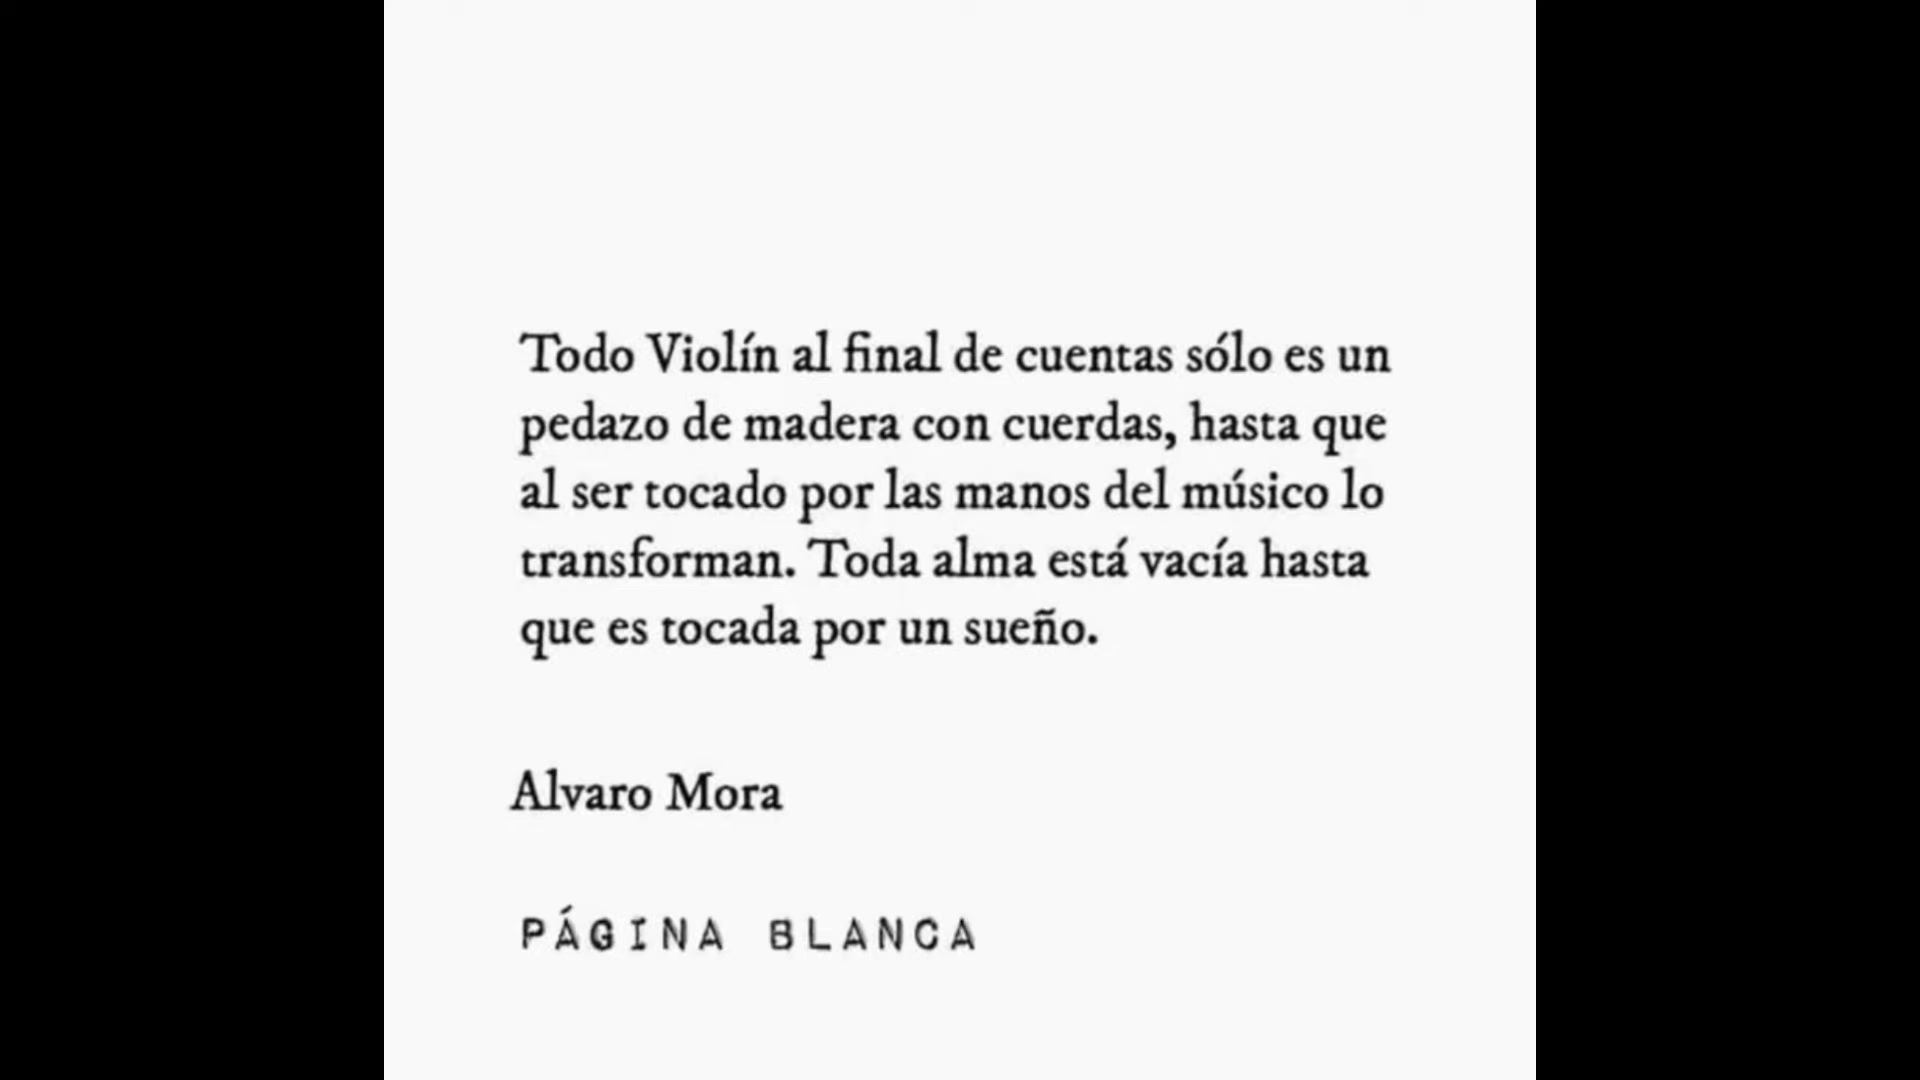 Todo Violín al final de cuentas sólo es un
pedazo de madera con cuerdas, hasta que
al ser tocado por las manos del músico lo
transforman. Toda alma está vacía hasta
que es tocada por un sueño.
Alvaro Mora
PÁGINA BLANCA